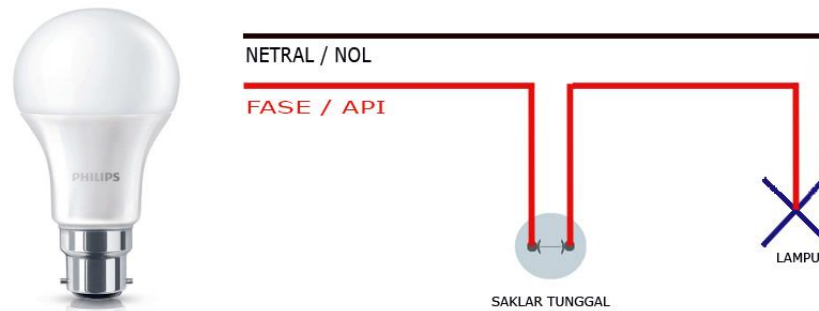 PHILIPS
NETRAL / NOL
FASE / API
LAMPU
SAKLAR TUNGGAL